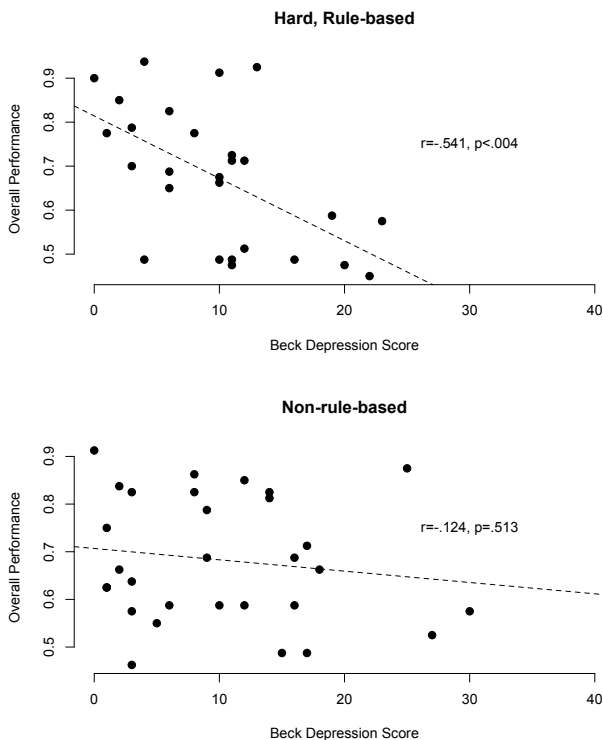 Hard, Rule-based
0.9
0.8
0.7
0.6
0.5
Overall Performance
r=-.541, p<.004
0 10 20 30 40
Beck Depression Score
Non-rule-based
0.9
0.8
0.7
0.6
0.5
Overall Performance
r=-.124, p=.513
0 10 20 30 40
Beck Depression Score